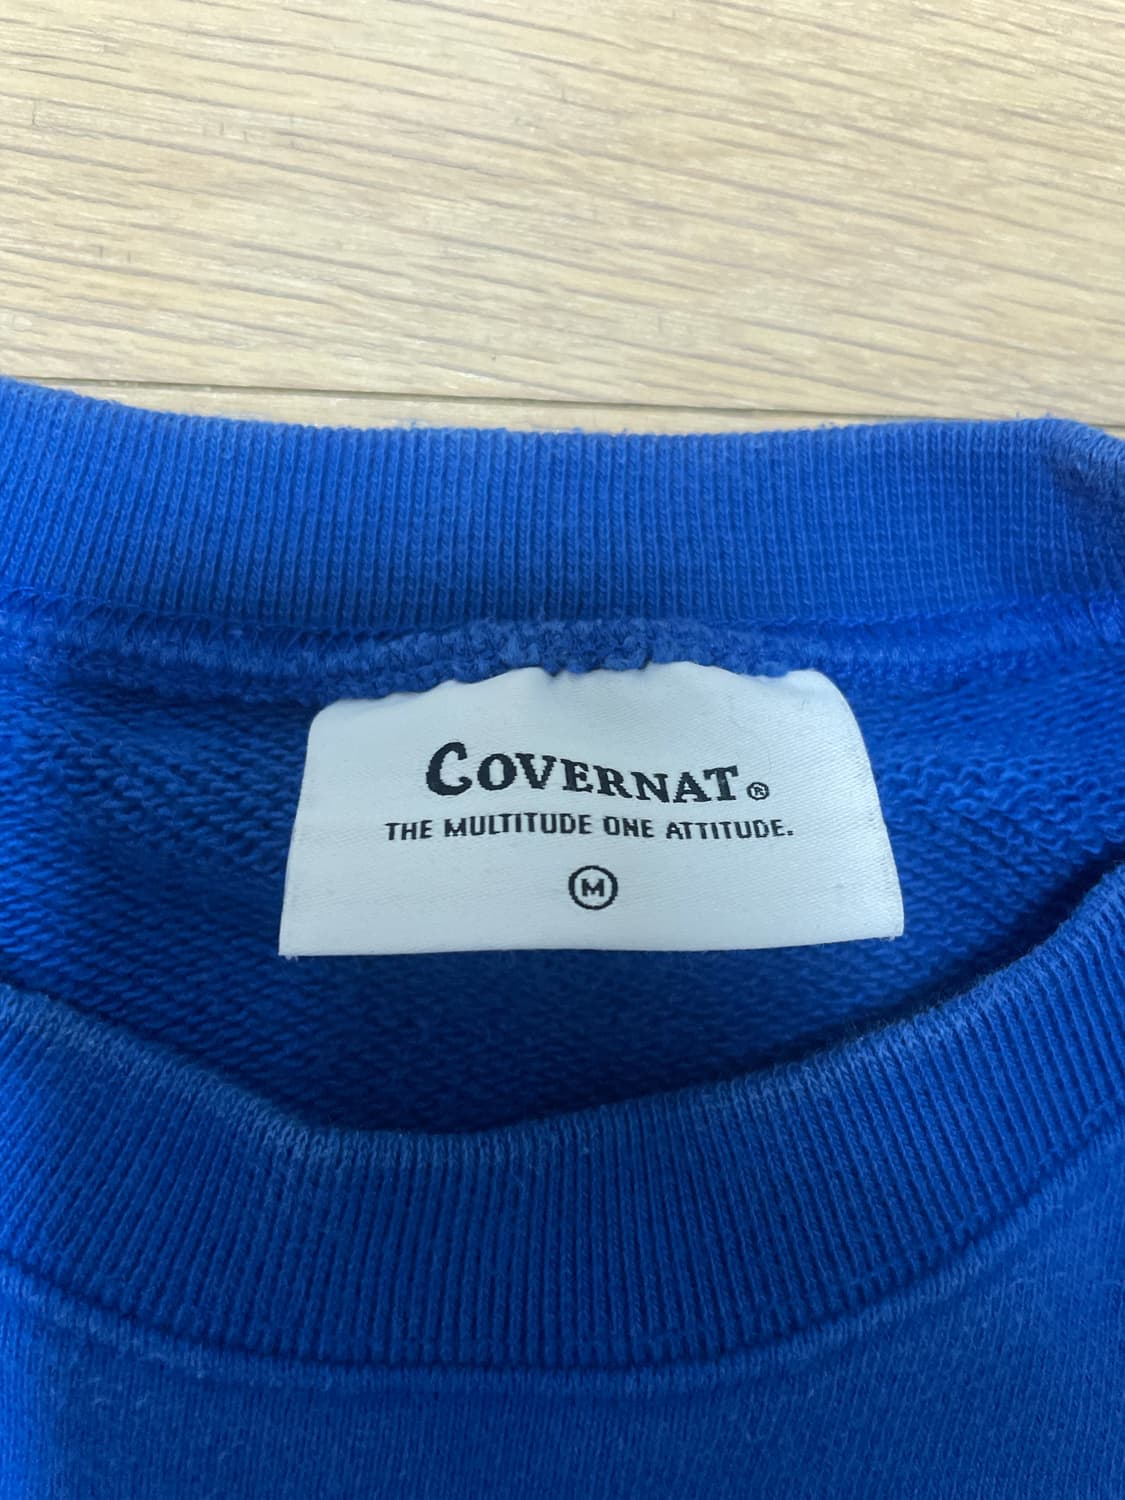 COVERNAT®
THE MULTITUDE ONE ATTITUDE.
M